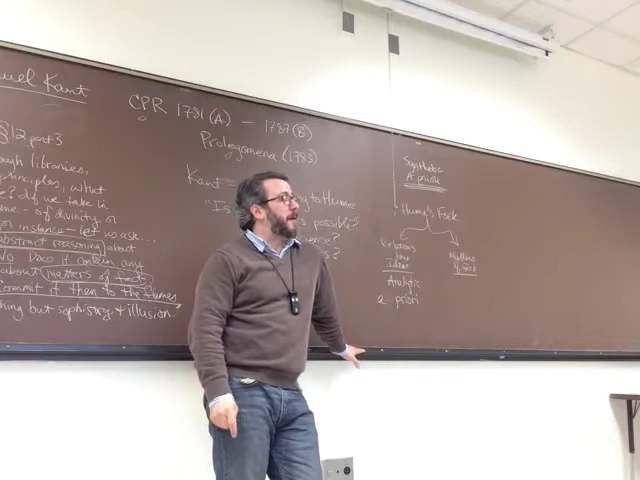 uel Kant
§12 part 3
ugh libraries,
principles, what
e? If we take in
me - of divinity or
or instance - let us ask...
abstract reasoning about
No Does it contain any
about matters of fact
commit it then to the flames
thing but sophistry + illusion."
CPR 1781 (A) - 1787 (B)
Prolegomena (1783)
Kant = to Hume
"Is possible?
Synthetic
A priori
Hume's Fork
Relations
Matters
of fact
Analytic
a priori